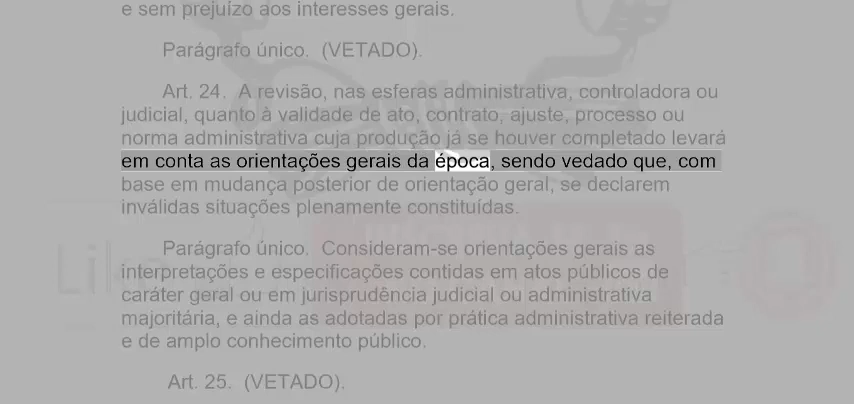 e sem prejuízo aos interesses gerais.
Parágrafo único. (VETADO).
Art. 24. A revisão, nas esferas administrativa, controladora ou
judicial, quanto à validade de ato, contrato, ajuste, processo ou
norma administrativa cuja produção já se houver completado levará
em conta as orientações gerais da época, sendo vedado que, com
base em mudança posterior de orientação geral, se declarem
inválidas situações plenamente constituídas.
Parágrafo único. Consideram-se orientações gerais as
interpretações e especificações contidas em atos públicos de
caráter geral ou em jurisprudência judicial ou administrativa
majoritária, e ainda as adotadas por prática administrativa reiterada
e de amplo conhecimento público.
Like
Art. 25. (VETADO).